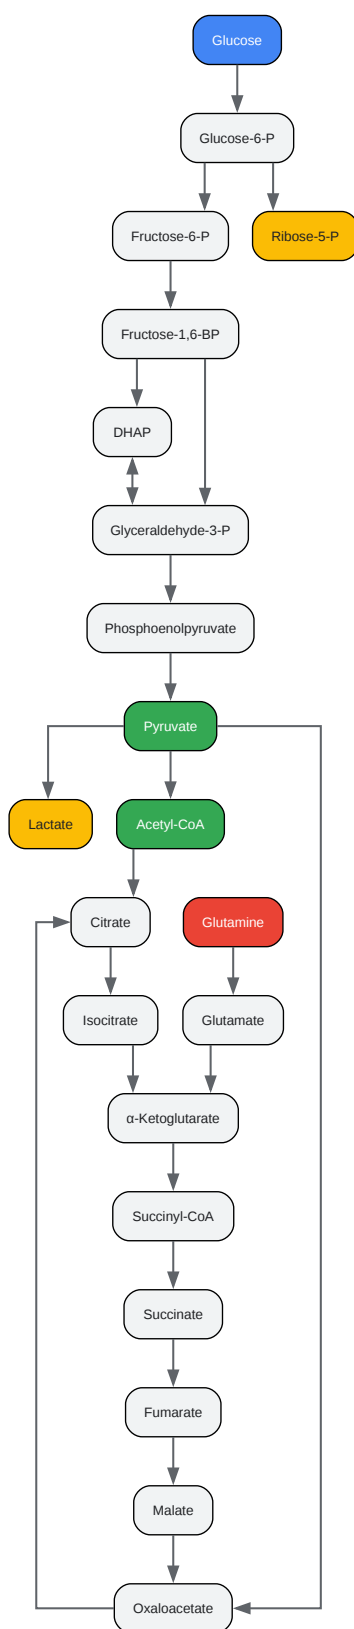 Glucose
Glucose-6-P
Fructose-6-P
Ribose-5-P
Fructose-1,6-BP
DHAP
Glyceraldehyde-3-P
Phosphoenolpyruvate
Pyruvate
Lactate
Acetyl-CoA
Citrate
Glutamine
Isocitrate
Glutamate
α-Ketoglutarate
Succinyl-CoA
Succinate
Fumarate
Malate
Oxaloacetate